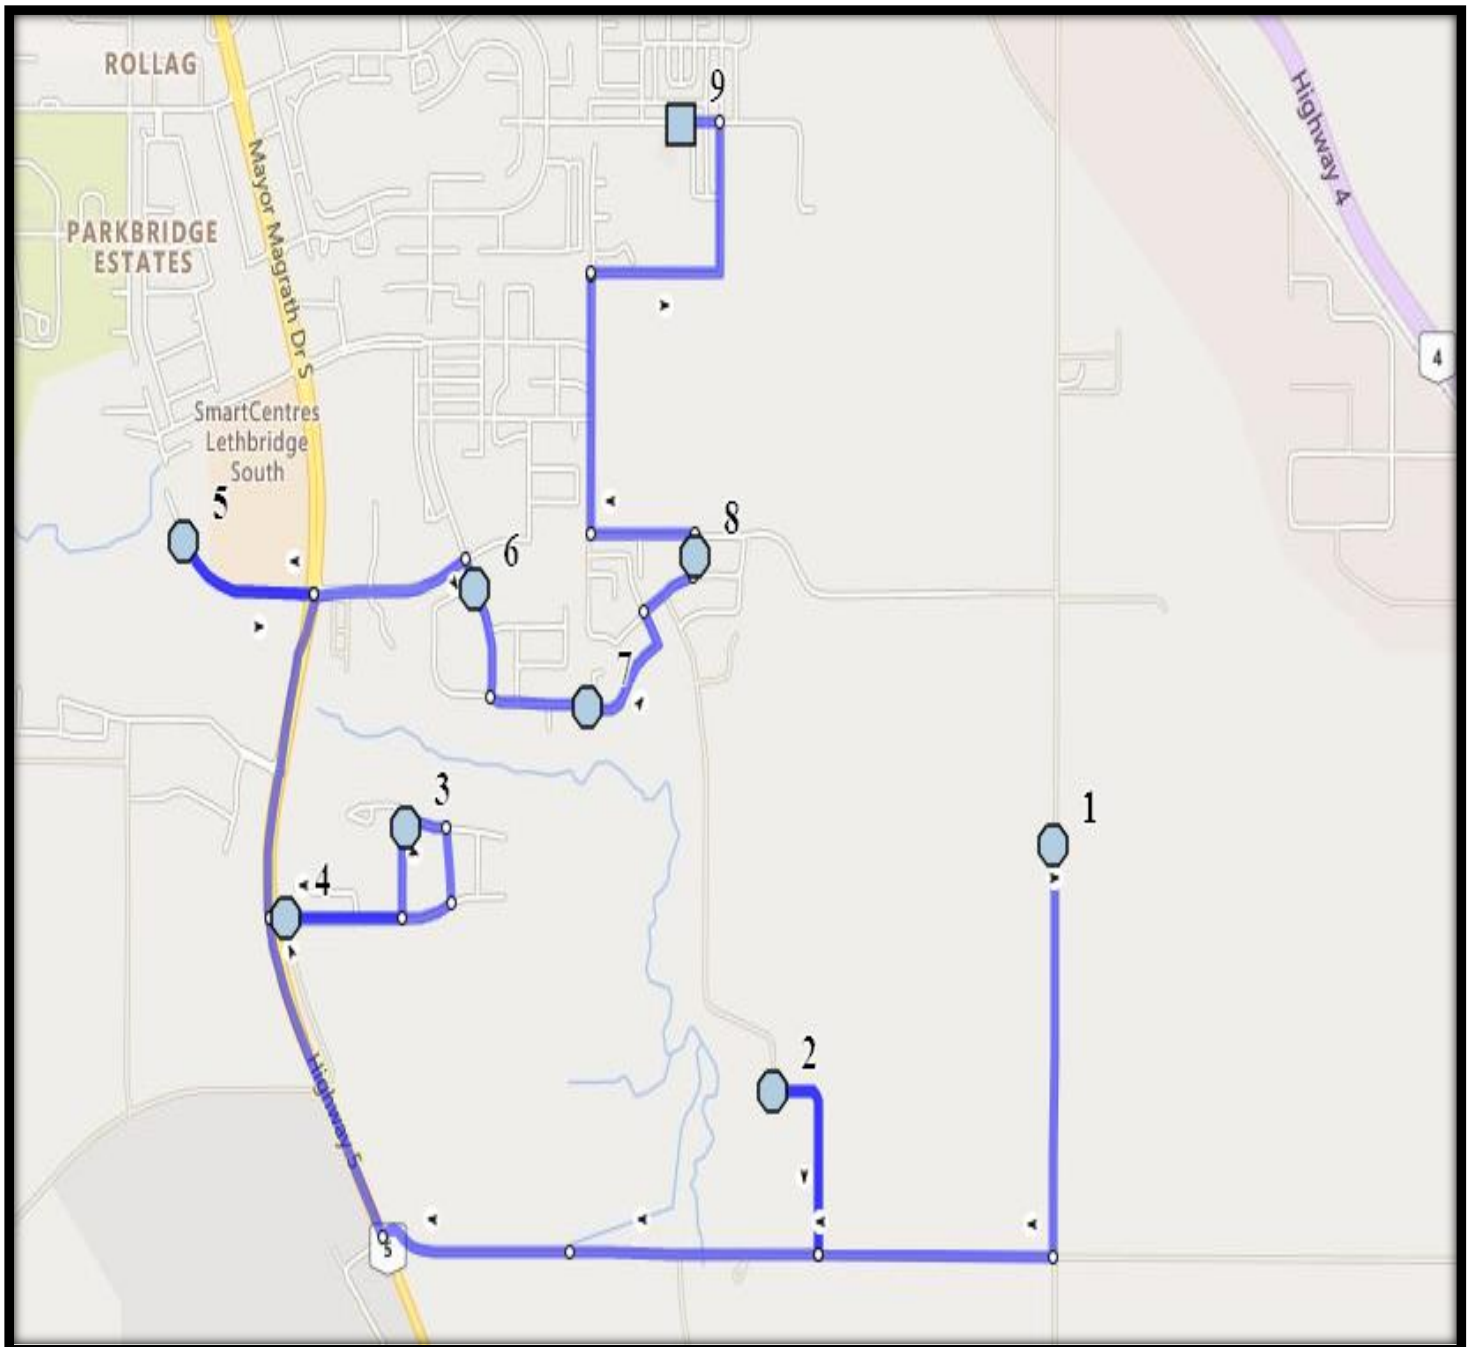 ROLLAG
9
Highway 4
Mayor Magrath Dr S
PARKBRIDGE
ESTATES
4
SmartCentres
Lethbridge
South
5
8
6
7
3
1
4
2
Highway 5
5